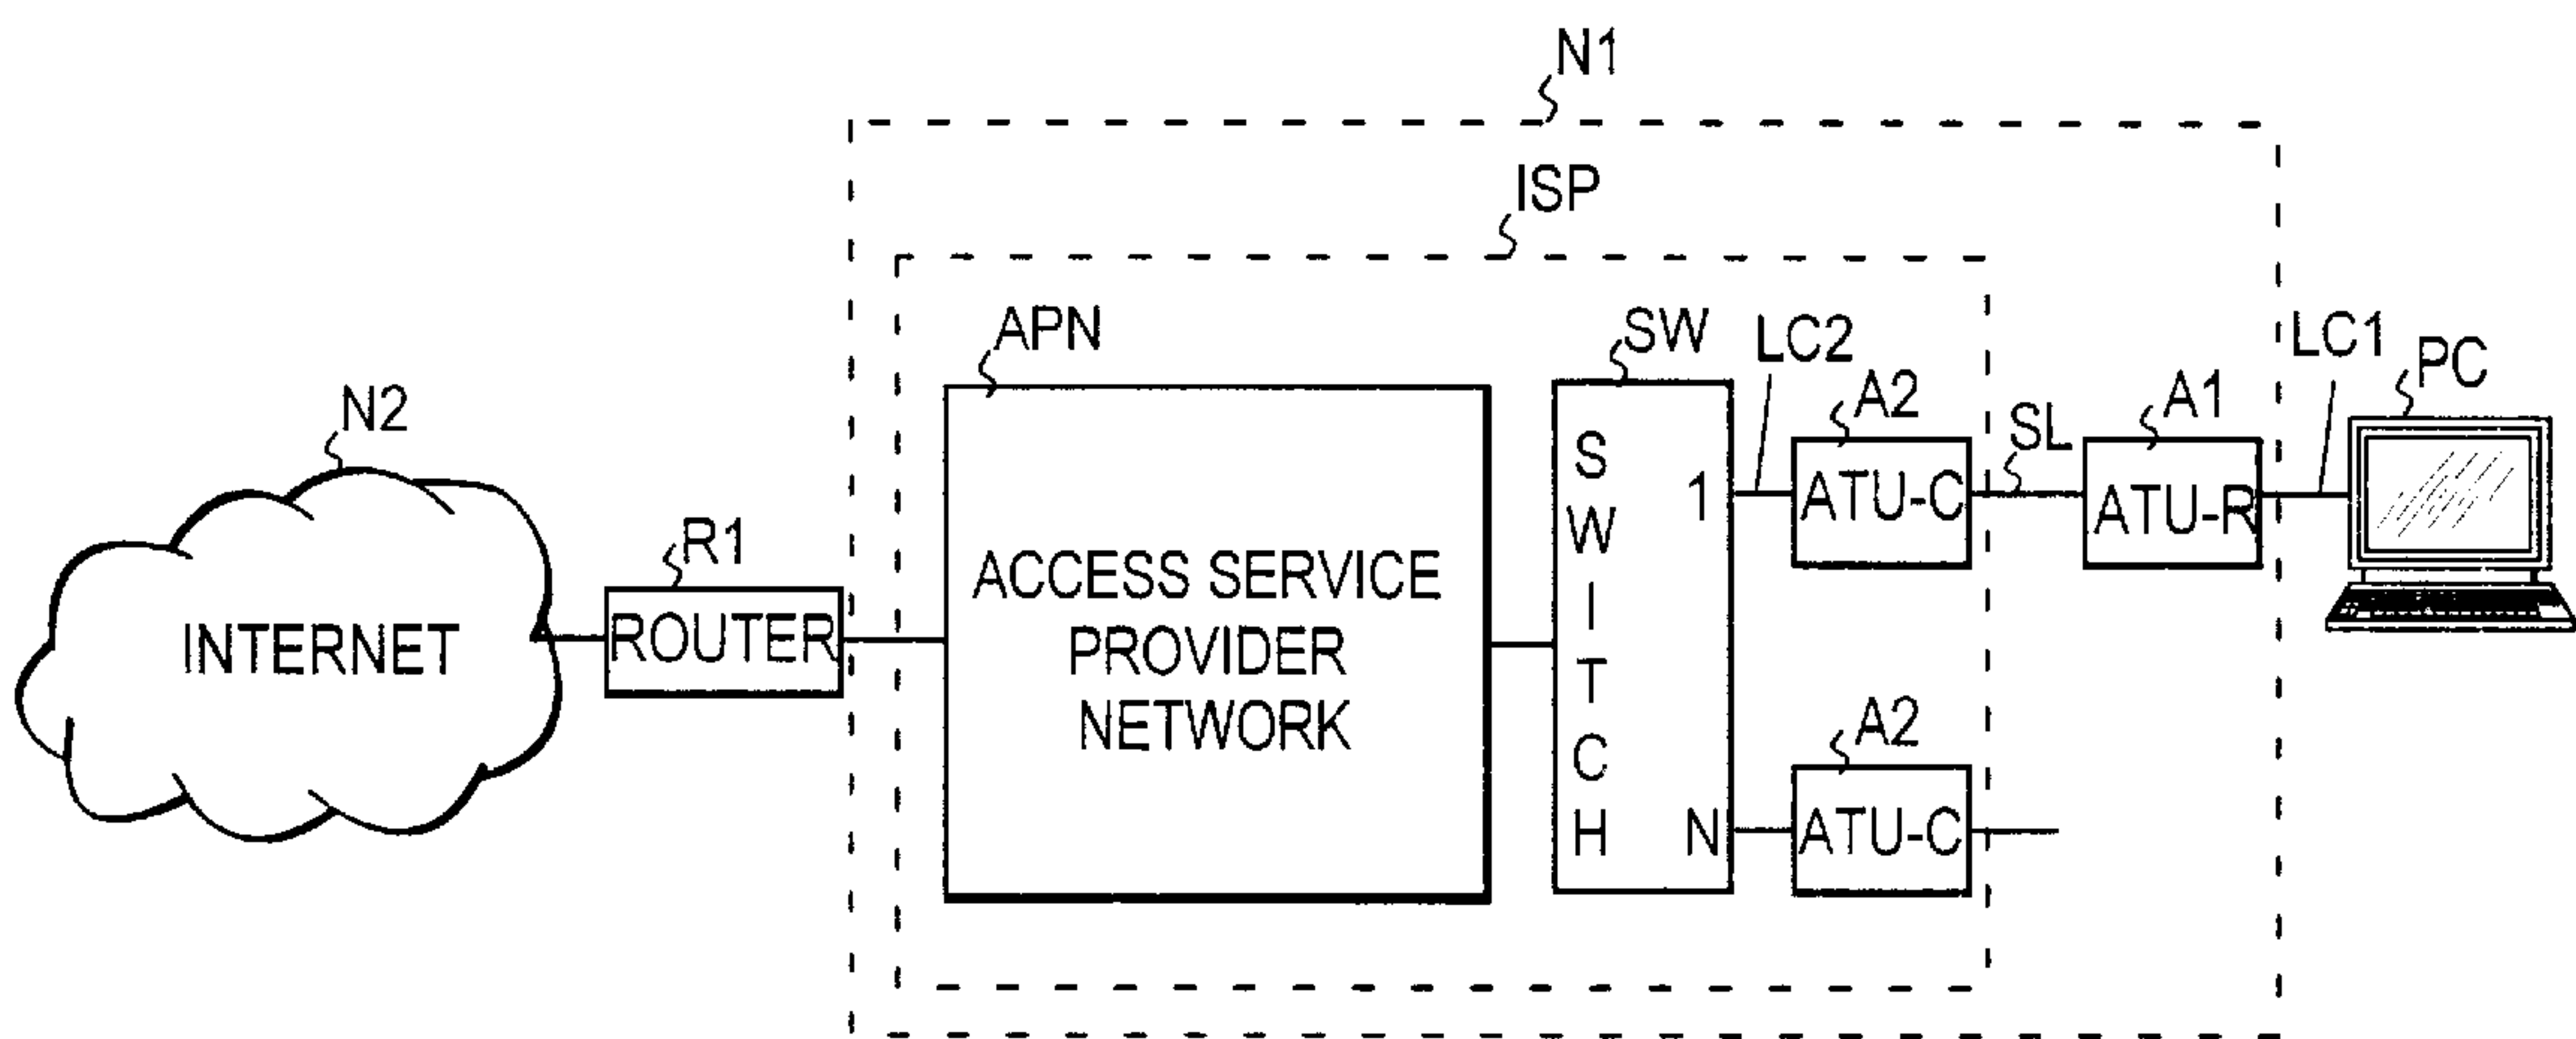 N1
ISP
APN
SW
LC2
LC1
PC
N2
A2
SL
A1
R1
INTERNET
ROUTER
ACCESS SERVICE
PROVIDER
NETWORK
SWITCH
1
N
ATU-C
ATU-R
A2
ATU-C